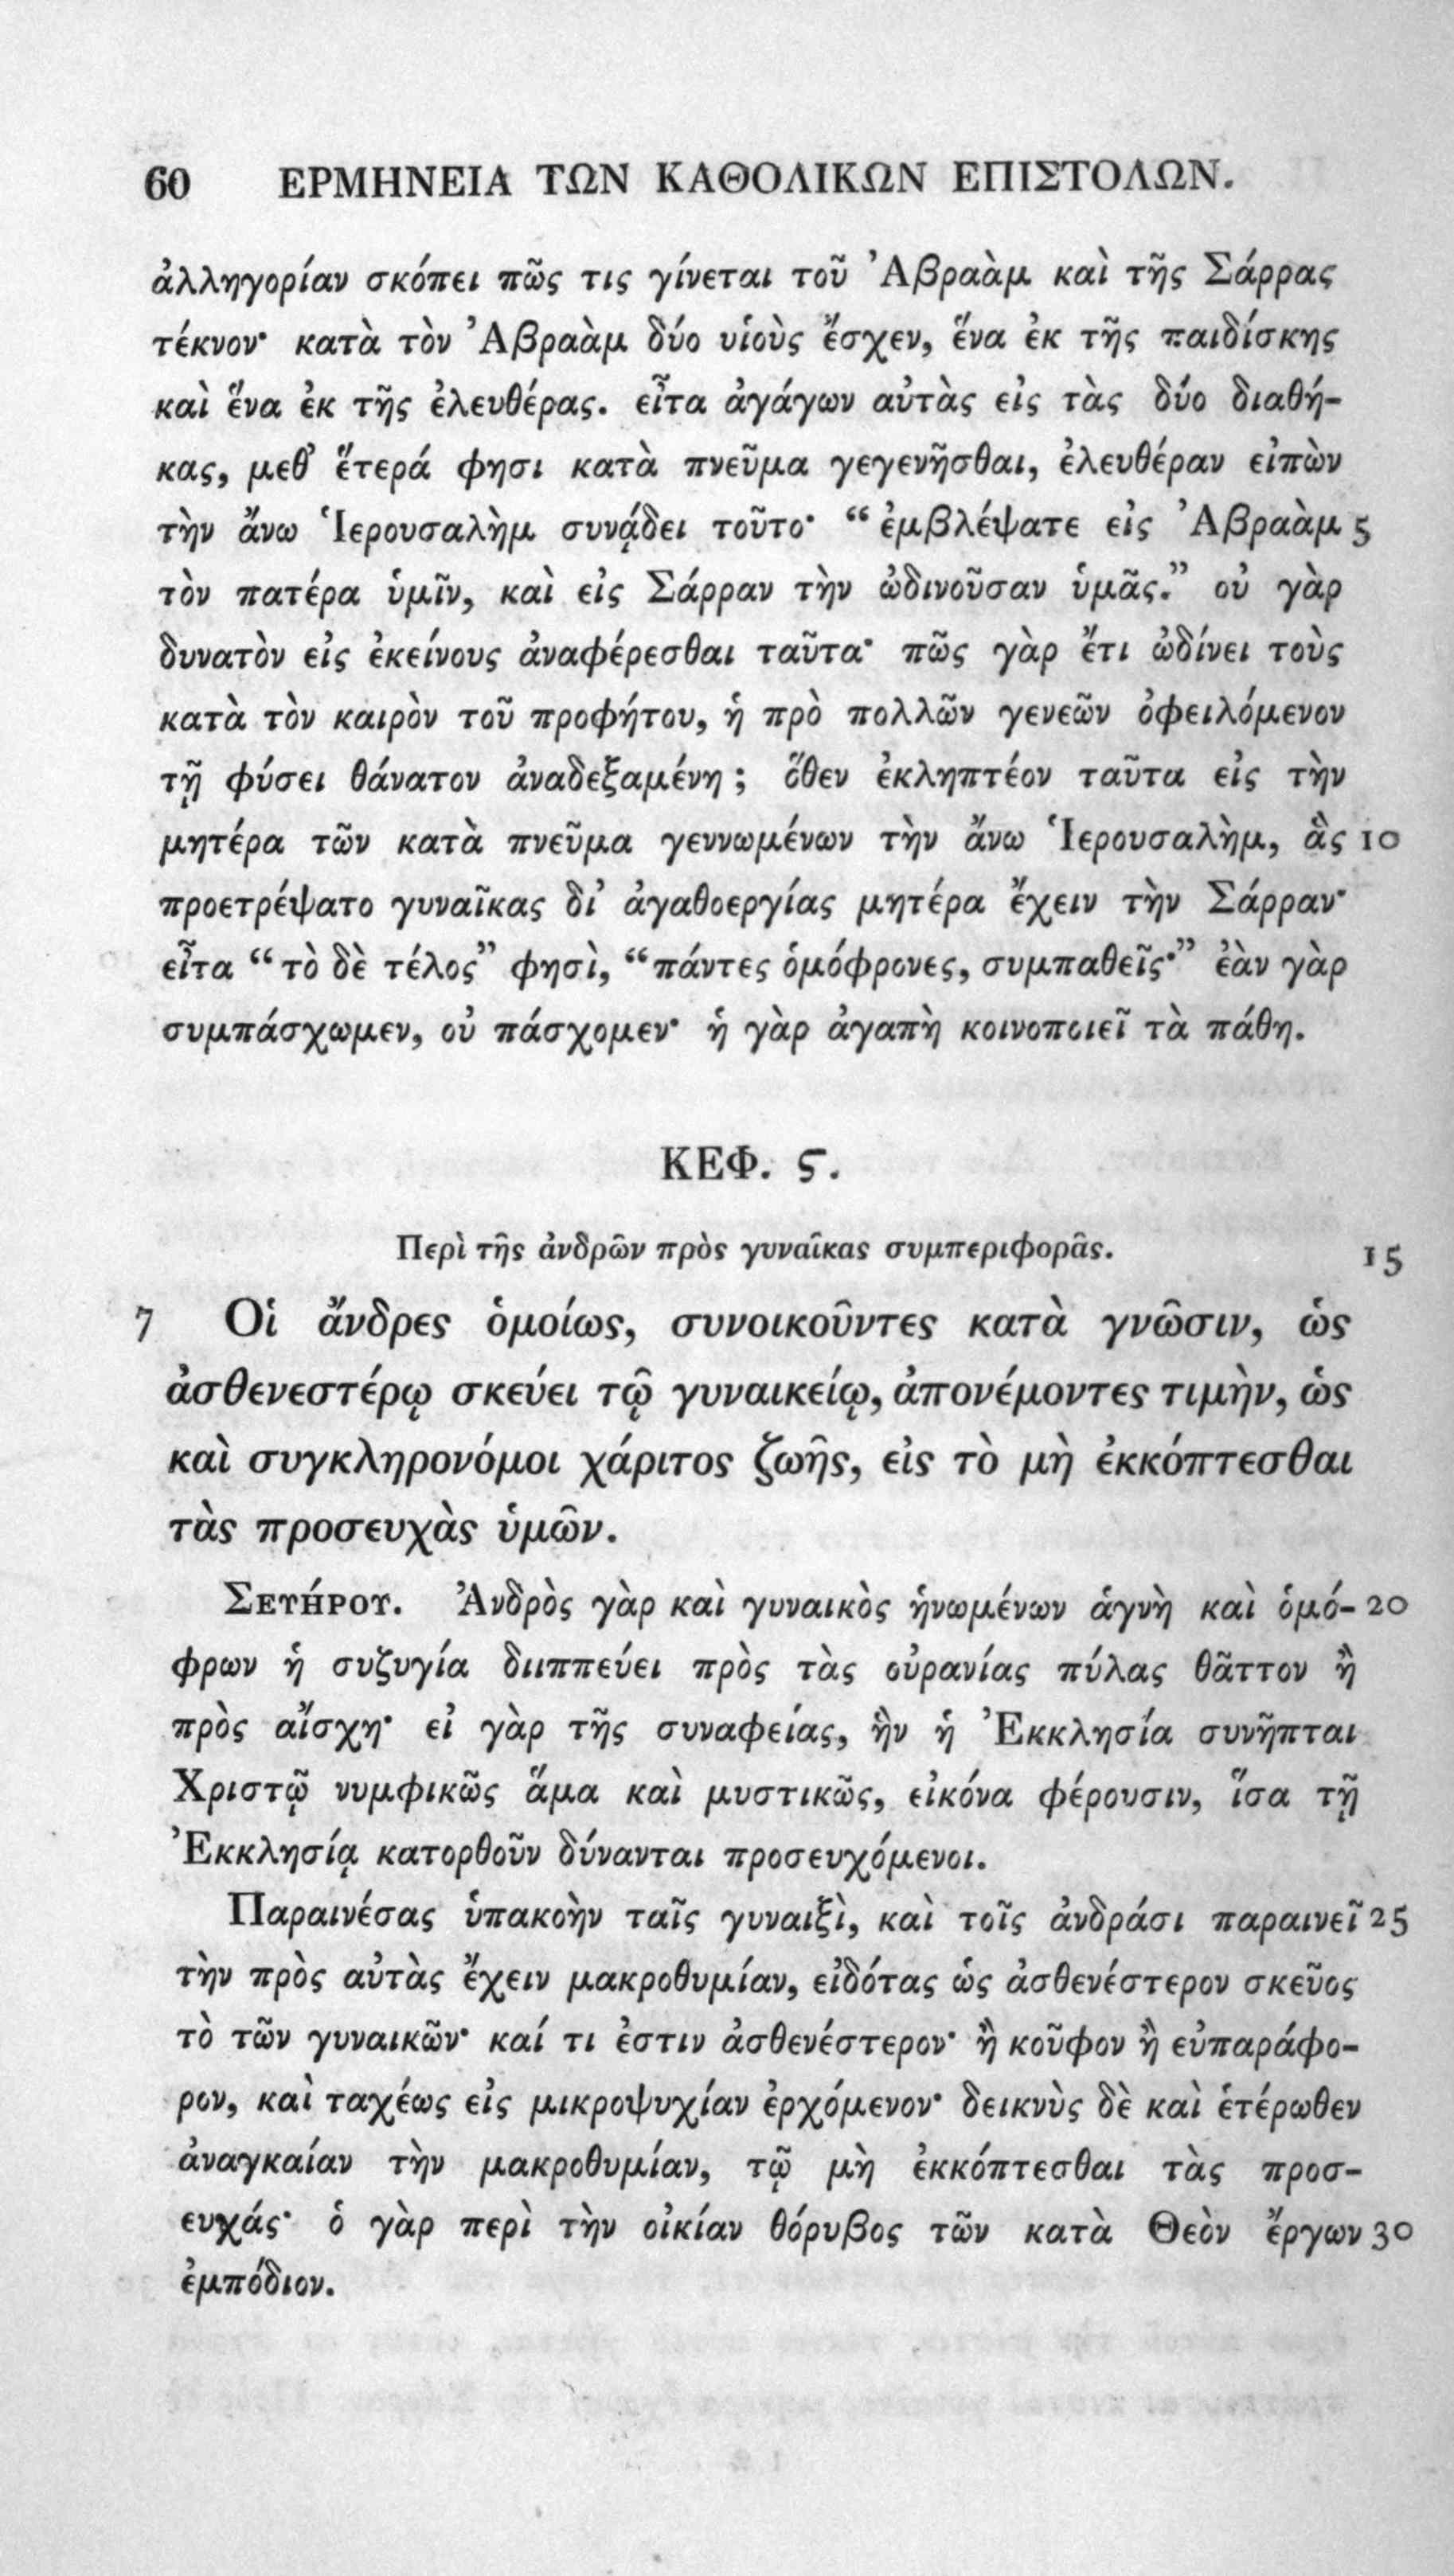 60 ΕΡΜΗΝΕΙΑ ΤΩΝ ΚΑΘΟΛΙΚΩΝ ΕΠΙΣΤΟΛΩΝ.
ἀλληγορίαν σκόπει πῶς τις γίνεται τοῦ Ἀβραὰμ καὶ τῆς Σάρρας
τέκνον· κατὰ τὸν Ἀβραὰμ δύο υἱοὺς ἔσχεν, ἕνα ἐκ τῆς παιδίσκης
καὶ ἕνα ἐκ τῆς ἐλευθέρας. εἶτα ἀγάγων αὐτὰς εἰς τὰς δύο διαθή-
κας, μεθ’ ἕτερά φησι κατὰ πνεῦμα γεγενῆσθαι, ἐλευθέραν εἰπὼν
τὴν ἄνω Ἱερουσαλὴμ συνᾴδει τοῦτο· “ ἐμβλέψατε εἰς Ἀβραὰμ 5
τὸν πατέρα ὑμῖν, καὶ εἰς Σάρραν τὴν ὠδινοῦσαν ὑμᾶς.” οὐ γὰρ
δυνατὸν εἰς ἐκείνους ἀναφέρεσθαι ταῦτα· πῶς γὰρ ἔτι ὠδίνει τοὺς
κατὰ τὸν καιρὸν τοῦ προφήτου, ἡ πρὸ πολλῶν γενεῶν ὀφειλόμενον
τῇ φύσει θάνατον ἀναδεξαμένη ; ὅθεν ἐκληπτέον ταῦτα εἰς τὴν
μητέρα τῶν κατὰ πνεῦμα γεννωμένων τὴν ἄνω Ἱερουσαλὴμ, ἃς 10
προετρέψατο γυναῖκας δι’ ἀγαθοεργίας μητέρα ἔχειν τὴν Σάρραν·
εἶτα “ τὸ δὲ τέλος” φησὶ, “ πάντες ὁμόφρονες, συμπαθεῖς·” ἐὰν γὰρ
συμπάσχωμεν, οὐ πάσχομεν· ἡ γὰρ ἀγαπὴ κοινοποιεῖ τὰ πάθη.
ΚΕΦ. ϛ.
Περὶ τῆς ἀνδρῶν πρὸς γυναῖκας συμπεριφορᾶς. 15
7 Οἱ ἄνδρες ὁμοίως, συνοικοῦντες κατὰ γνῶσιν, ὡς
ἀσθενεστέρῳ σκεύει τῷ γυναικείῳ, ἀπονέμοντες τιμὴν, ὡς
καὶ συγκληρονόμοι χάριτος ζωῆς, εἰς τὸ μὴ ἐκκόπτεσθαι
τὰς προσευχὰς ὑμῶν.
ΣΕΥΉΡΟΥ. Ἀνδρὸς γὰρ καὶ γυναικὸς ἡνωμένων ἁγνὴ καὶ ὁμό- 20
φρων ἡ συζυγία διιππεύει πρὸς τὰς οὐρανίας πύλας θᾶττον ἢ
πρὸς αἴσχη· εἰ γὰρ τῆς συναφείας, ἣν ἡ Ἐκκλησία συνῆπται
Χριστῷ νυμφικῶς ἅμα καὶ μυστικῶς, εἰκόνα φέρουσιν, ἵσα τῇ
Ἐκκλησίᾳ κατορθοῦν δύνανται προσευχόμενοι.
Παραινέσας ὑπακοὴν ταῖς γυναιξὶ, καὶ τοῖς ἀνδράσι παραινεῖ 25
τὴν πρὸς αὐτὰς ἔχειν μακροθυμίαν, εἰδότας ὡς ἀσθενέστερον σκεῦος
τὸ τῶν γυναικῶν· καί τι ἐστιν ἀσθενέστερον· ἢ κοῦφον ἢ εὐπαράφο-
ρον, καὶ ταχέως εἰς μικροψυχίαν ἐρχόμενον· δεικνὺς δὲ καὶ ἑτέρωθεν
ἀναγκαίαν τὴν μακροθυμίαν, τῷ μὴ ἐκκόπτεσθαι τὰς προσ-
ευχάς· ὁ γὰρ περὶ τὴν οἰκίαν θόρυβος τῶν κατὰ Θεὸν ἔργων 30
ἐμπόδιον.